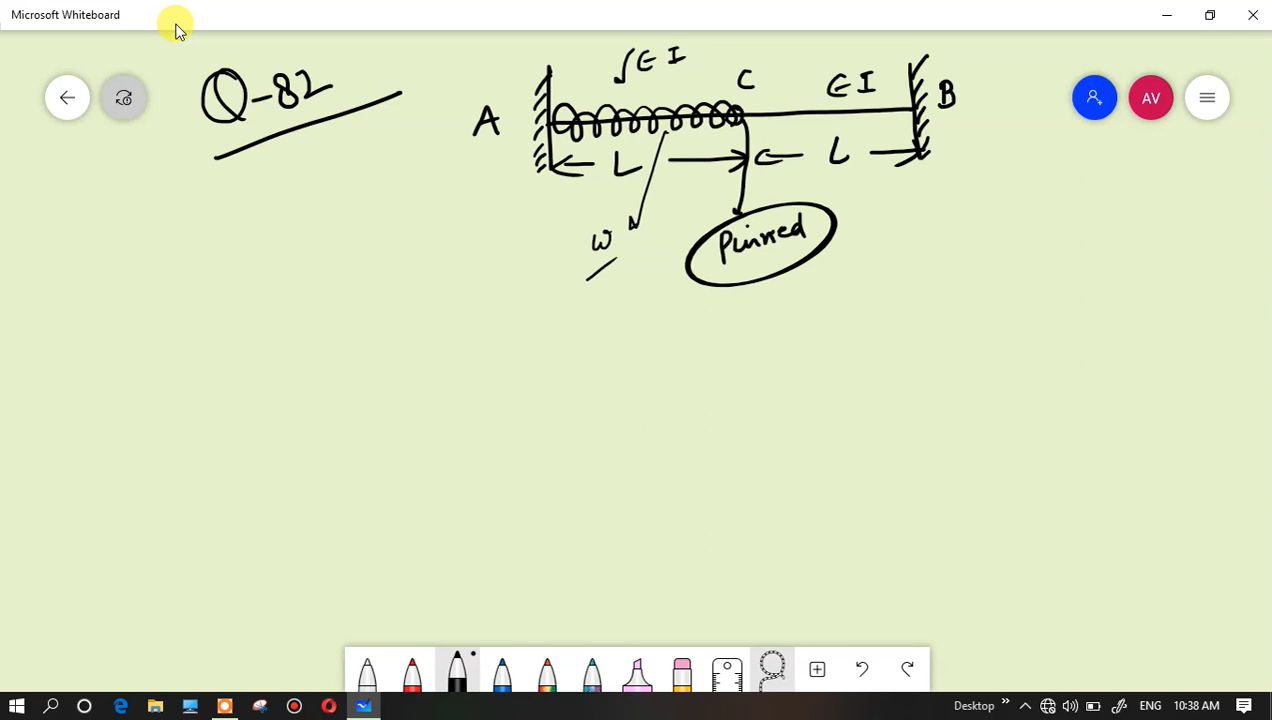 Microsoft Whiteboard
Q-82
EI
C
EI
A
B
AV
L
L
w
Pinned
Desktop
ENG
10:38 AM